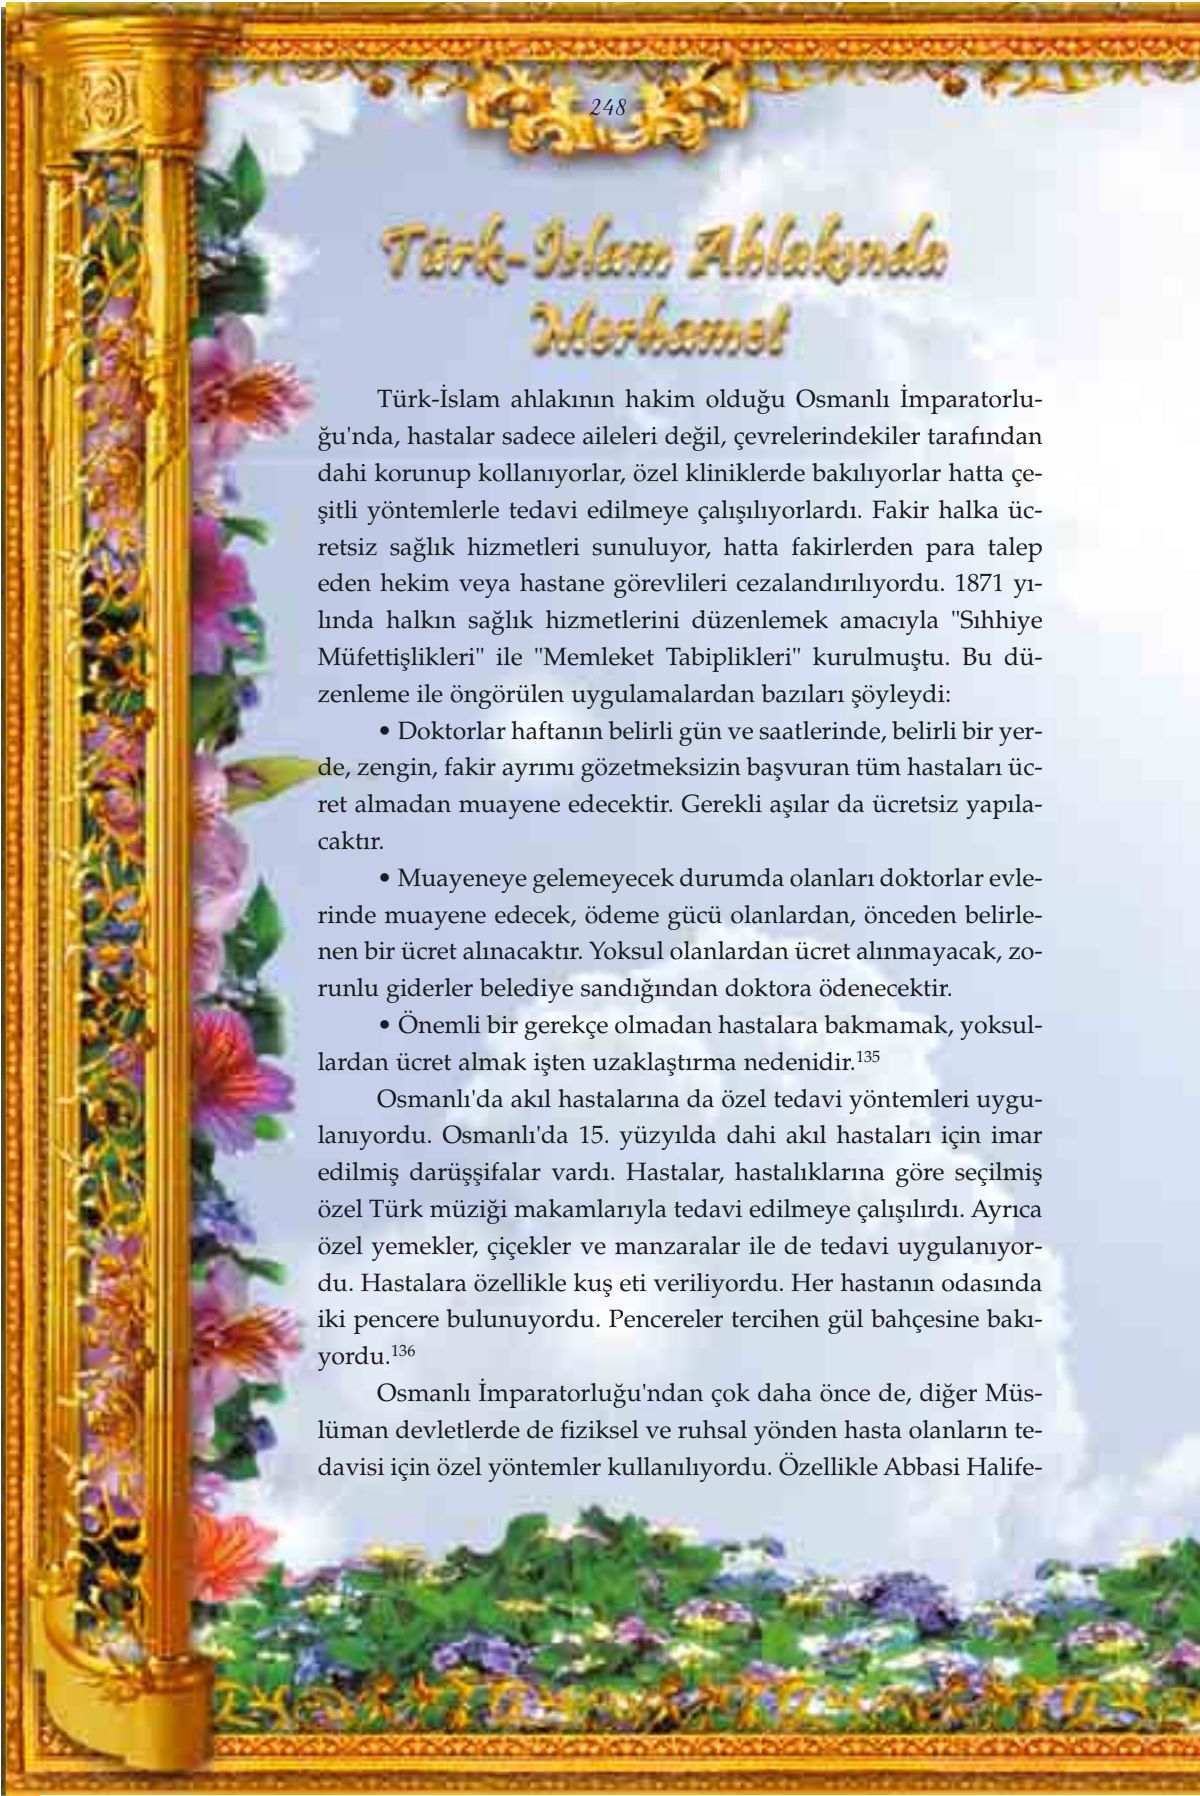 248
Türk-İslam Ahlakında
Merhamet
Türk-İslam ahlakının hakim olduğu Osmanlı İmparatorlu-
ğu'nda, hastalar sadece aileleri değil, çevrelerindekiler tarafından
dahi korunup kollanıyorlar, özel kliniklerde bakılıyorlar hatta çe-
şitli yöntemlerle tedavi edilmeye çalışılıyorlardı. Fakir halka üc-
retsiz sağlık hizmetleri sunuluyor, hatta fakirlerden para talep
eden hekim veya hastane görevlileri cezalandırılıyordu. 1871 yı-
lında halkın sağlık hizmetlerini düzenlemek amacıyla "Sıhhiye
Müfettişlikleri" ile "Memleket Tabiplikleri" kurulmuştu. Bu dü-
zenleme ile öngörülen uygulamalardan bazıları şöyleydi:
• Doktorlar haftanın belirli gün ve saatlerinde, belirli bir yer-
de, zengin, fakir ayrımı gözetmeksizin başvuran tüm hastaları üc-
ret almadan muayene edecektir. Gerekli aşılar da ücretsiz yapıla-
caktır.
• Muayeneye gelemeyecek durumda olanları doktorlar evle-
rinde muayene edecek, ödeme gücü olanlardan, önceden belirle-
nen bir ücret alınacaktır. Yoksul olanlardan ücret alınmayacak, zo-
runlu giderler belediye sandığından doktora ödenecektir.
• Önemli bir gerekçe olmadan hastalara bakmamak, yoksul-
lardan ücret almak işten uzaklaştırma nedenidir.135
Osmanlı'da akıl hastalarına da özel tedavi yöntemleri uygu-
lanıyordu. Osmanlı'da 15. yüzyılda dahi akıl hastaları için imar
edilmiş darüşşifalar vardı. Hastalar, hastalıklarına göre seçilmiş
özel Türk müziği makamlarıyla tedavi edilmeye çalışılırdı. Ayrıca
özel yemekler, çiçekler ve manzaralar ile de tedavi uygulanıyor-
du. Hastalara özellikle kuş eti veriliyordu. Her hastanın odasında
iki pencere bulunuyordu. Pencereler tercihen gül bahçesine bakı-
yordu.136
Osmanlı İmparatorluğu'ndan çok daha önce de, diğer Müs-
lüman devletlerde de fiziksel ve ruhsal yönden hasta olanların te-
davisi için özel yöntemler kullanılıyordu. Özellikle Abbasi Halife-